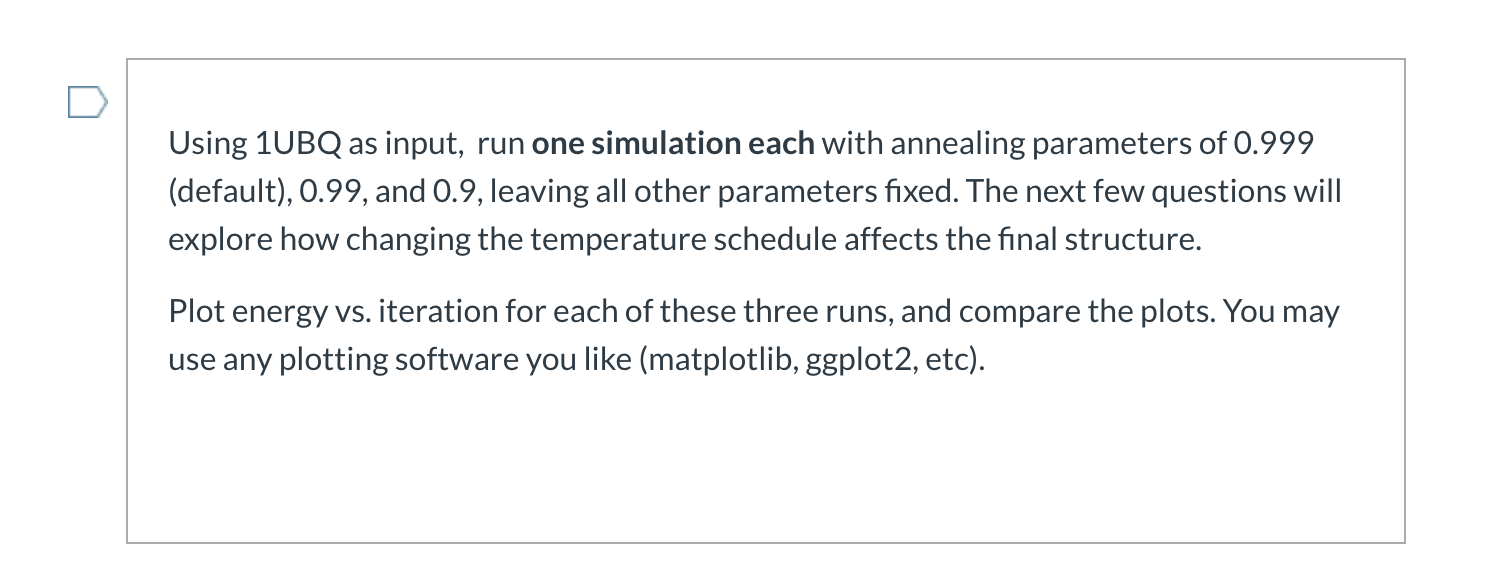 Using 1UBQ as input,  run one simulation each with annealing parameters of 0.999
(default), 0.99, and 0.9, leaving all other parameters fixed. The next few questions will
explore how changing the temperature schedule affects the final structure.
Plot energy vs. iteration for each of these three runs, and compare the plots. You may
use any plotting software you like (matplotlib, ggplot2, etc).